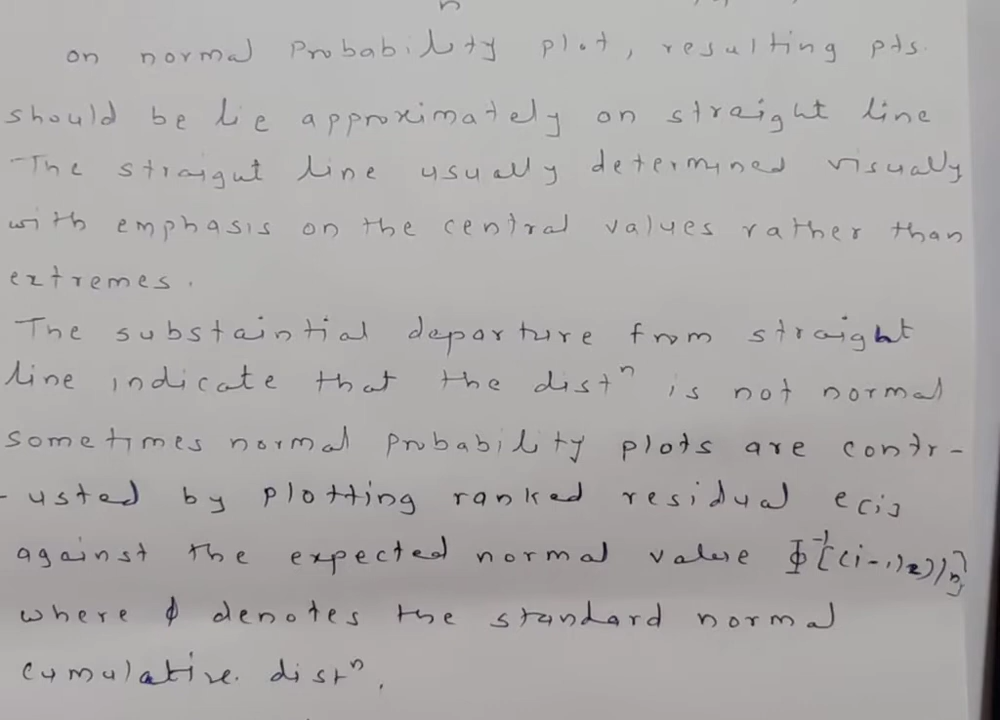 on normal Probability plot, resulting pts.
should be lie approximately on straight line
The straigut line usually determined visually
with emphasis on the central values rather than
extremes.
The substaintial departure from straight
line indicate that the distⁿ is not normal
sometimes normal probability plots are contr-
-usted by plotting ranked residual e(i)
against the expected normal value Φ⁻¹[(i-1/2)/n]
where φ denotes the standard normal
cumulative distⁿ.